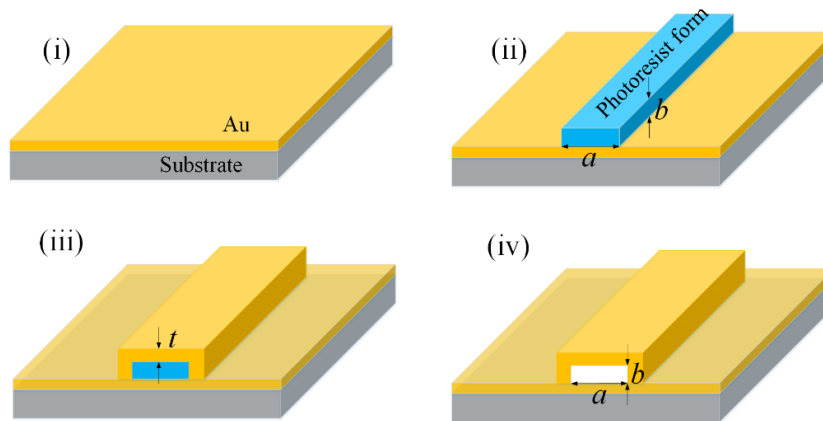 (i)
Au
Substrate
(ii)
Photoresist form
b
a
(iii)
t
(iv)
b
a